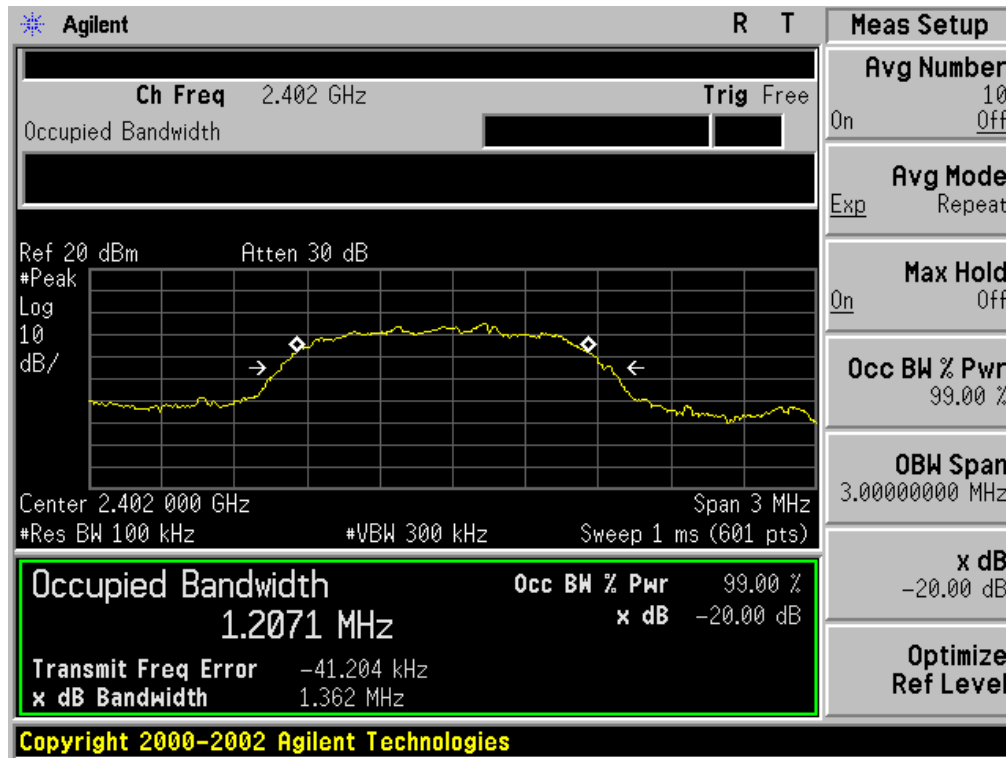 Agilent R T
Ch Freq 2.402 GHz Trig Free
Occupied Bandwidth
Ref 20 dBm Atten 30 dB
#Peak
Log
10
dB/
Center 2.402 000 GHz Span 3 MHz
#Res BW 100 kHz #VBW 300 kHz Sweep 1 ms (601 pts)
Occupied Bandwidth Occ BW % Pwr 99.00 %
1.2071 MHz x dB -20.00 dB
Transmit Freq Error -41.204 kHz
x dB Bandwidth 1.362 MHz
Copyright 2000-2002 Agilent Technologies
Meas Setup
Avg Number
10
On Off
Avg Mode
Exp Repeat
Max Hold
On Off
Occ BW % Pwr
99.00 %
OBW Span
3.00000000 MHz
x dB
-20.00 dB
Optimize
Ref Level